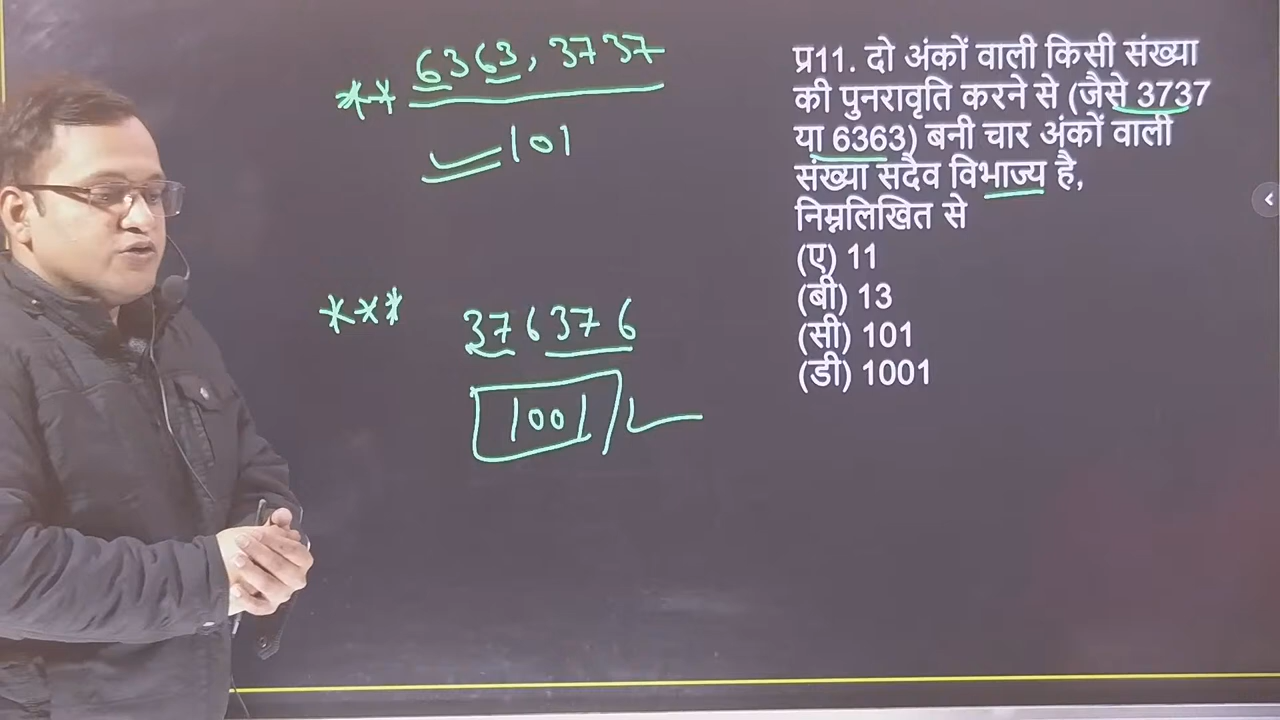 6363, 3737
** 101
*** 376376
1001
प्र11. दो अंकों वाली किसी संख्या
की पुनरावृति करने से (जैसे 3737
या 6363) बनी चार अंकों वाली
संख्या सदैव विभाज्य है,
निम्नलिखित से
(ए) 11
(बी) 13
(सी) 101
(डी) 1001